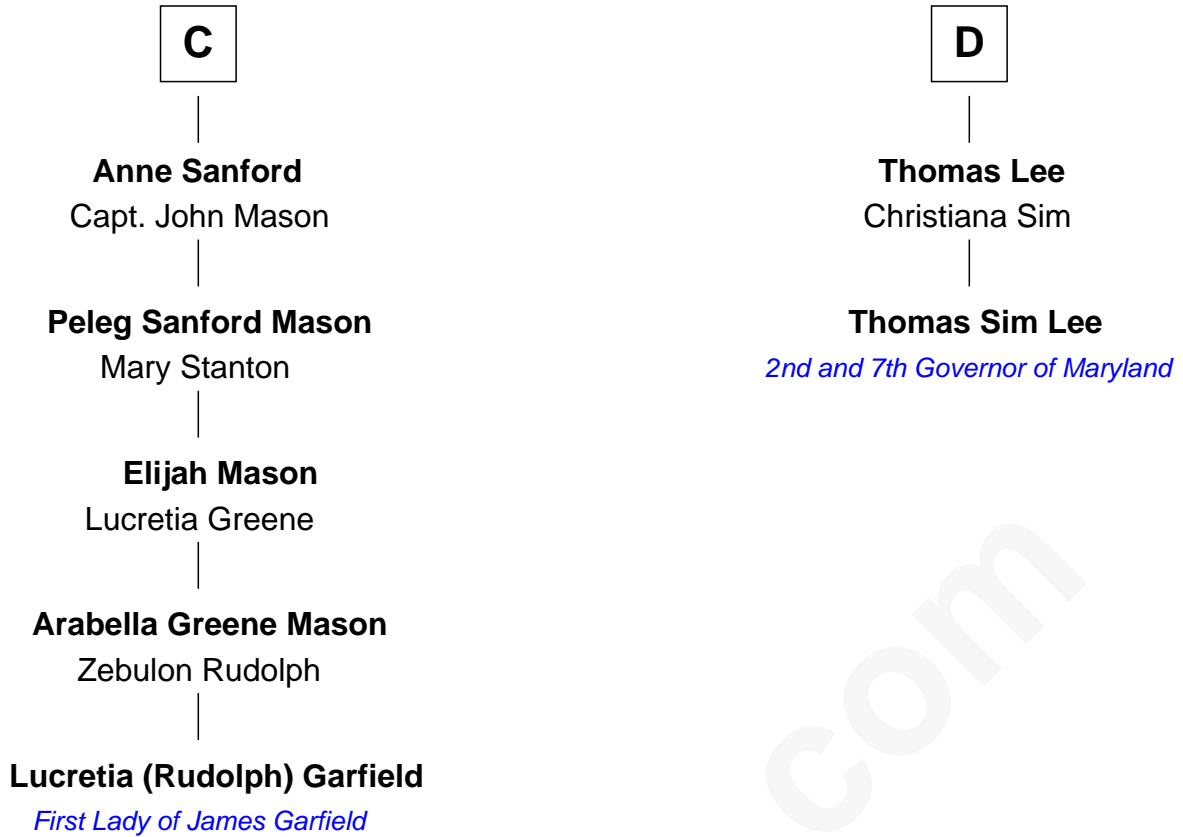 C
Anne Sanford
Capt. John Mason
Peleg Sanford Mason
Mary Stanton
Elijah Mason
Lucretia Greene
Arabella Greene Mason
Zebulon Rudolph
Lucretia (Rudolph) Garfield
First Lady of James Garfield
D
Thomas Lee
Christiana Sim
Thomas Sim Lee
2nd and 7th Governor of Maryland
com